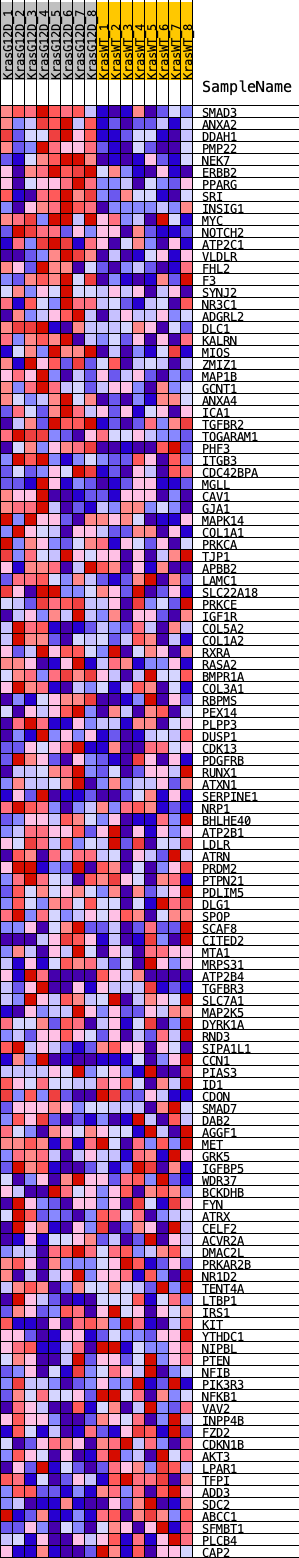 KrasG12D_1
KrasG12D_2
KrasG12D_3
KrasG12D_4
KrasG12D_5
KrasG12D_6
KrasG12D_7
KrasG12D_8
KrasWT_1
KrasWT_2
KrasWT_3
KrasWT_4
KrasWT_5
KrasWT_6
KrasWT_7
KrasWT_8
SampleName
SMAD3
ANXA2
DDAH1
PMP22
NEK7
ERBB2
PPARG
SRI
INSIG1
MYC
NOTCH2
ATP2C1
VLDLR
FHL2
F3
SYNJ2
NR3C1
ADGRL2
DLC1
KALRN
MIOS
ZMIZ1
MAP1B
GCNT1
ANXA4
ICA1
TGFBR2
TOGARAM1
PHF3
ITGB3
CDC42BPA
MGLL
CAV1
GJA1
MAPK14
COL1A1
PRKCA
TJP1
APBB2
LAMC1
SLC22A18
PRKCE
IGF1R
COL5A2
COL1A2
RXRA
RASA2
BMPR1A
COL3A1
RBPMS
PEX14
PLPP3
DUSP1
CDK13
PDGFRB
RUNX1
ATXN1
SERPINE1
NRP1
BHLHE40
ATP2B1
LDLR
ATRN
PRDM2
PTPN21
PDLIM5
DLG1
SPOP
SCAF8
CITED2
MTA1
MRPS31
ATP2B4
TGFBR3
SLC7A1
MAP2K5
DYRK1A
RND3
SIPA1L1
CCN1
PIAS3
ID1
CDON
SMAD7
DAB2
AGGF1
MET
GRK5
IGFBP5
WDR37
BCKDHB
FYN
ATRX
CELF2
ACVR2A
DMAC2L
PRKAR2B
NR1D2
TENT4A
LTBP1
IRS1
KIT
YTHDC1
NIPBL
PTEN
NFIB
PIK3R3
NFKB1
VAV2
INPP4B
FZD2
CDKN1B
AKT3
LPAR1
TFPI
ADD3
SDC2
ABCC1
SFMBT1
PLCB4
CAP2